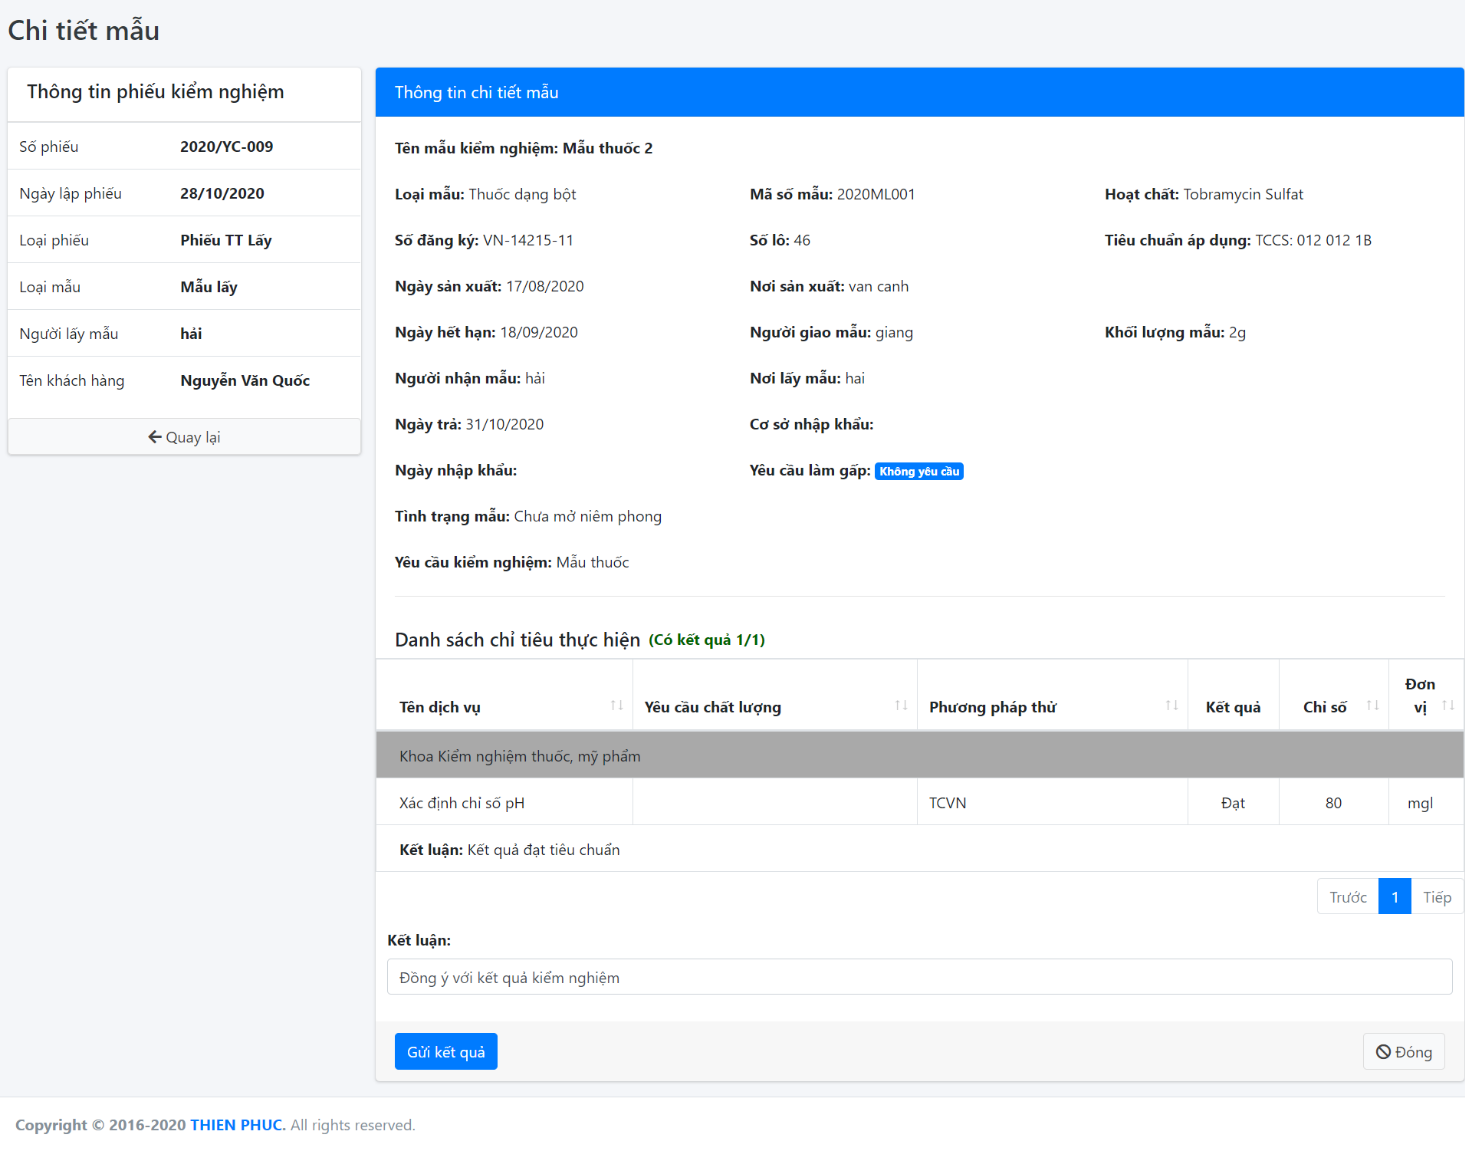 Chi tiết mẫu
Thông tin phiếu kiểm nghiệm
Số phiếu 2020/YC-009
Ngày lập phiếu 28/10/2020
Loại phiếu Phiếu TT Lấy
Loại mẫu Mẫu lấy
Người lấy mẫu hải
Tên khách hàng Nguyễn Văn Quốc
Quay lại
Thông tin chi tiết mẫu
Tên mẫu kiểm nghiệm: Mẫu thuốc 2
Loại mẫu: Thuốc dạng bột Mã số mẫu: 2020ML001 Hoạt chất: Tobramycin Sulfat
Số đăng ký: VN-14215-11 Số lô: 46 Tiêu chuẩn áp dụng: TCCS: 012 012 1B
Ngày sản xuất: 17/08/2020 Nơi sản xuất: van canh
Ngày hết hạn: 18/09/2020 Người giao mẫu: giang Khối lượng mẫu: 2g
Người nhận mẫu: hải Nơi lấy mẫu: hai
Ngày trả: 31/10/2020 Cơ sở nhập khẩu:
Ngày nhập khẩu: Yêu cầu làm gấp: Không yêu cầu
Tình trạng mẫu: Chưa mở niêm phong
Yêu cầu kiểm nghiệm: Mẫu thuốc
Danh sách chỉ tiêu thực hiện (Có kết quả 1/1)
Tên dịch vụ Yêu cầu chất lượng Phương pháp thử Kết quả Chỉ số Đơn vị
Khoa Kiểm nghiệm thuốc, mỹ phẩm
Xác định chỉ số pH TCVN Đạt 80 mgl
Kết luận: Kết quả đạt tiêu chuẩn
Trước 1 Tiếp
Kết luận:
Đồng ý với kết quả kiểm nghiệm
Gửi kết quả Đóng
Copyright © 2016-2020 THIEN PHUC. All rights reserved.